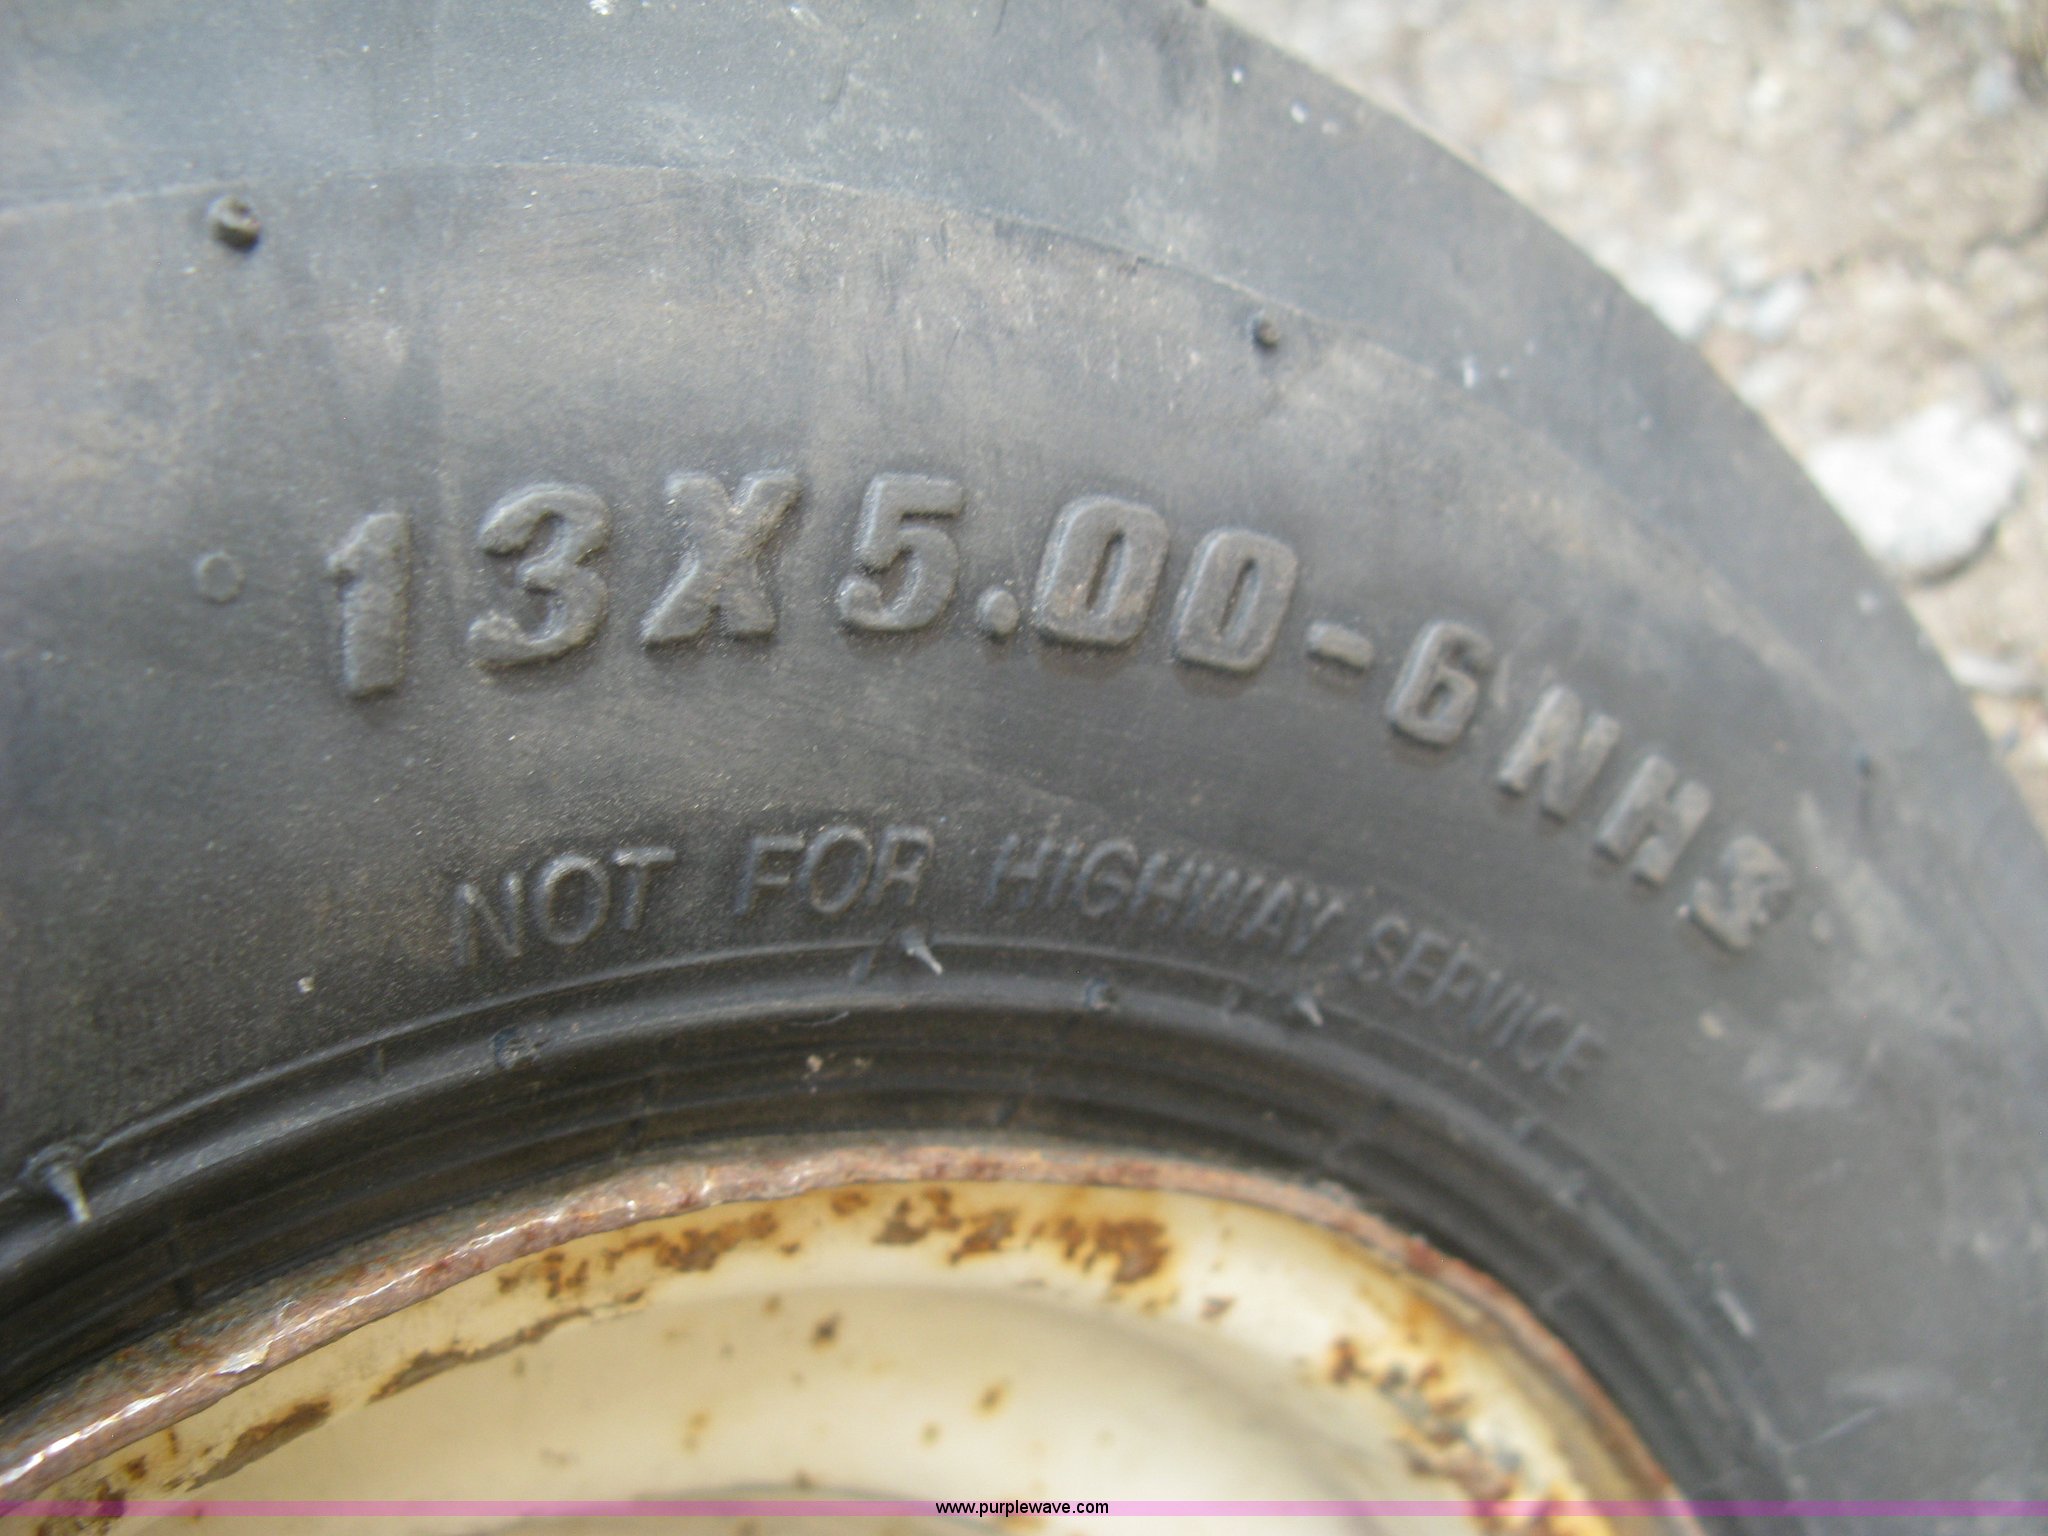 13X5.00-6NHS
NOT FOR HIGHWAY SERVICE
www.purplewave.com